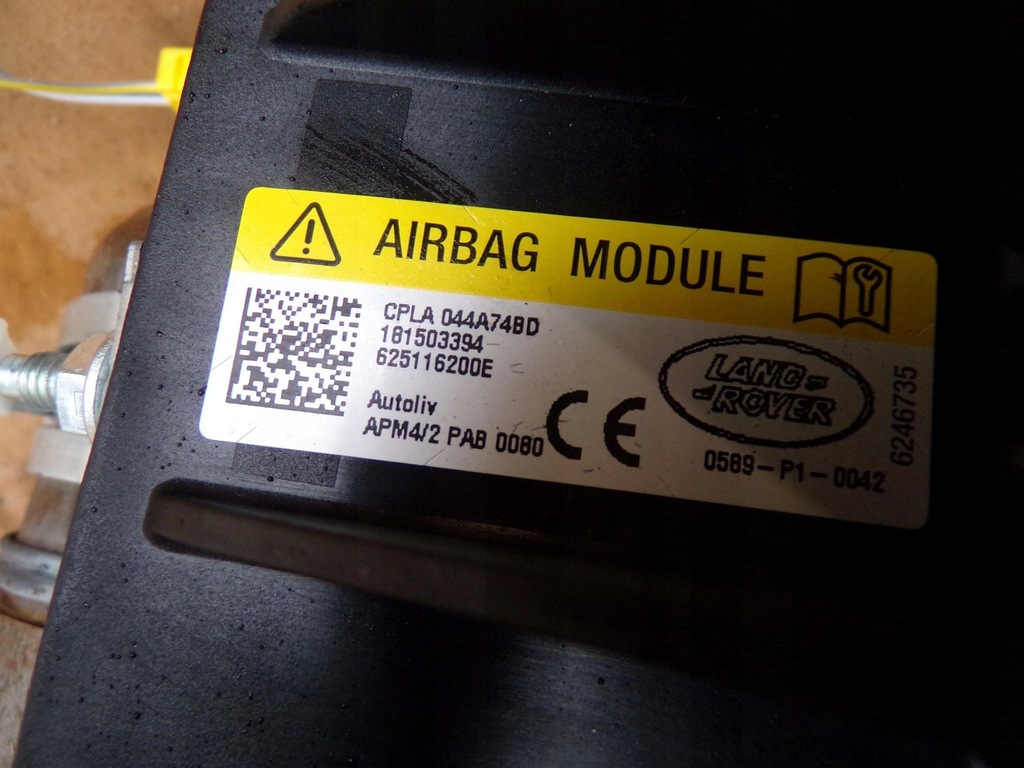 AIRBAG MODULE
CPLA 044A74BD
181503394
625116200E
Autoliv
APM4/2 PAB 0080
CE
LAND-
-ROVER
0589-P1-0042
6246735